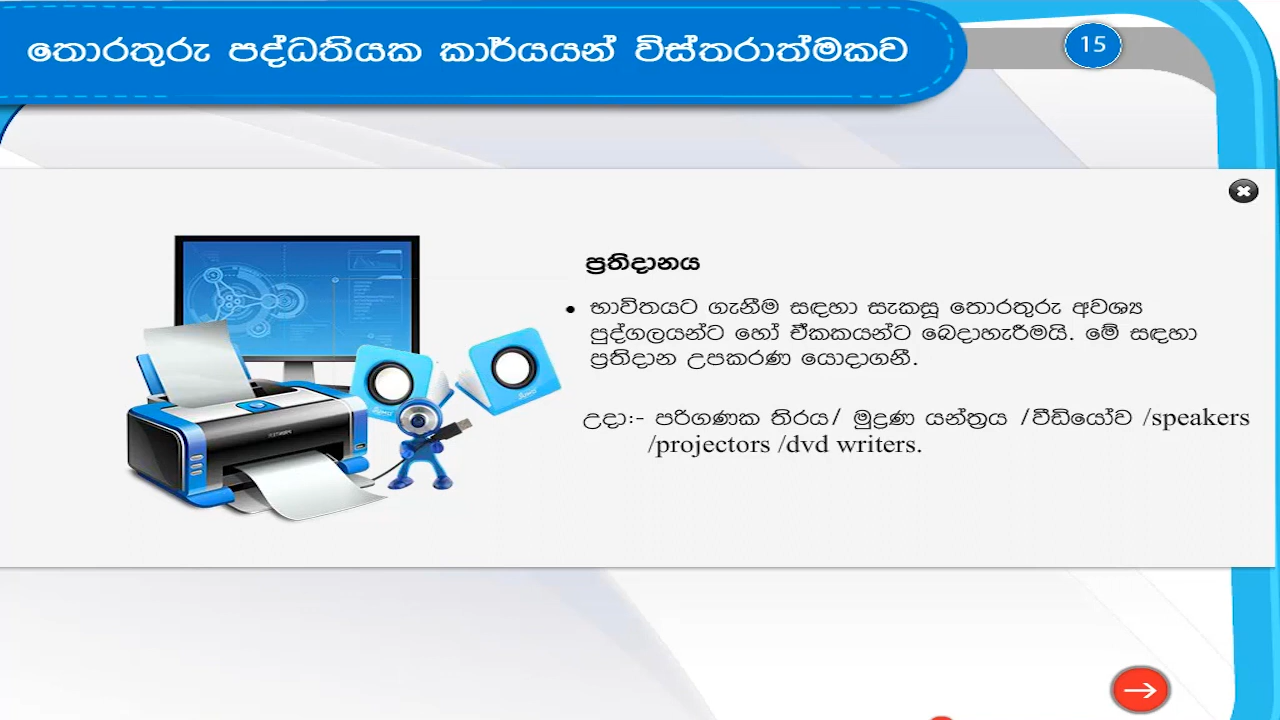 තොරතුරු පද්ධතියක කාර්යයන් විස්තරාත්මකව
15
ප්‍රතිදානය
• භාවිතයට ගැනීම සඳහා සැකසූ තොරතුරු අවශ්‍ය
පුද්ගලයන්ට හෝ ඒකකයන්ට බෙදාහැරීමයි. මේ සඳහා
ප්‍රතිදාන උපකරණ යොදාගනී.
උදා:- පරිගණක තිරය/ මුද්‍රණ යන්ත්‍රය /වීඩියෝව /speakers
/projectors /dvd writers.